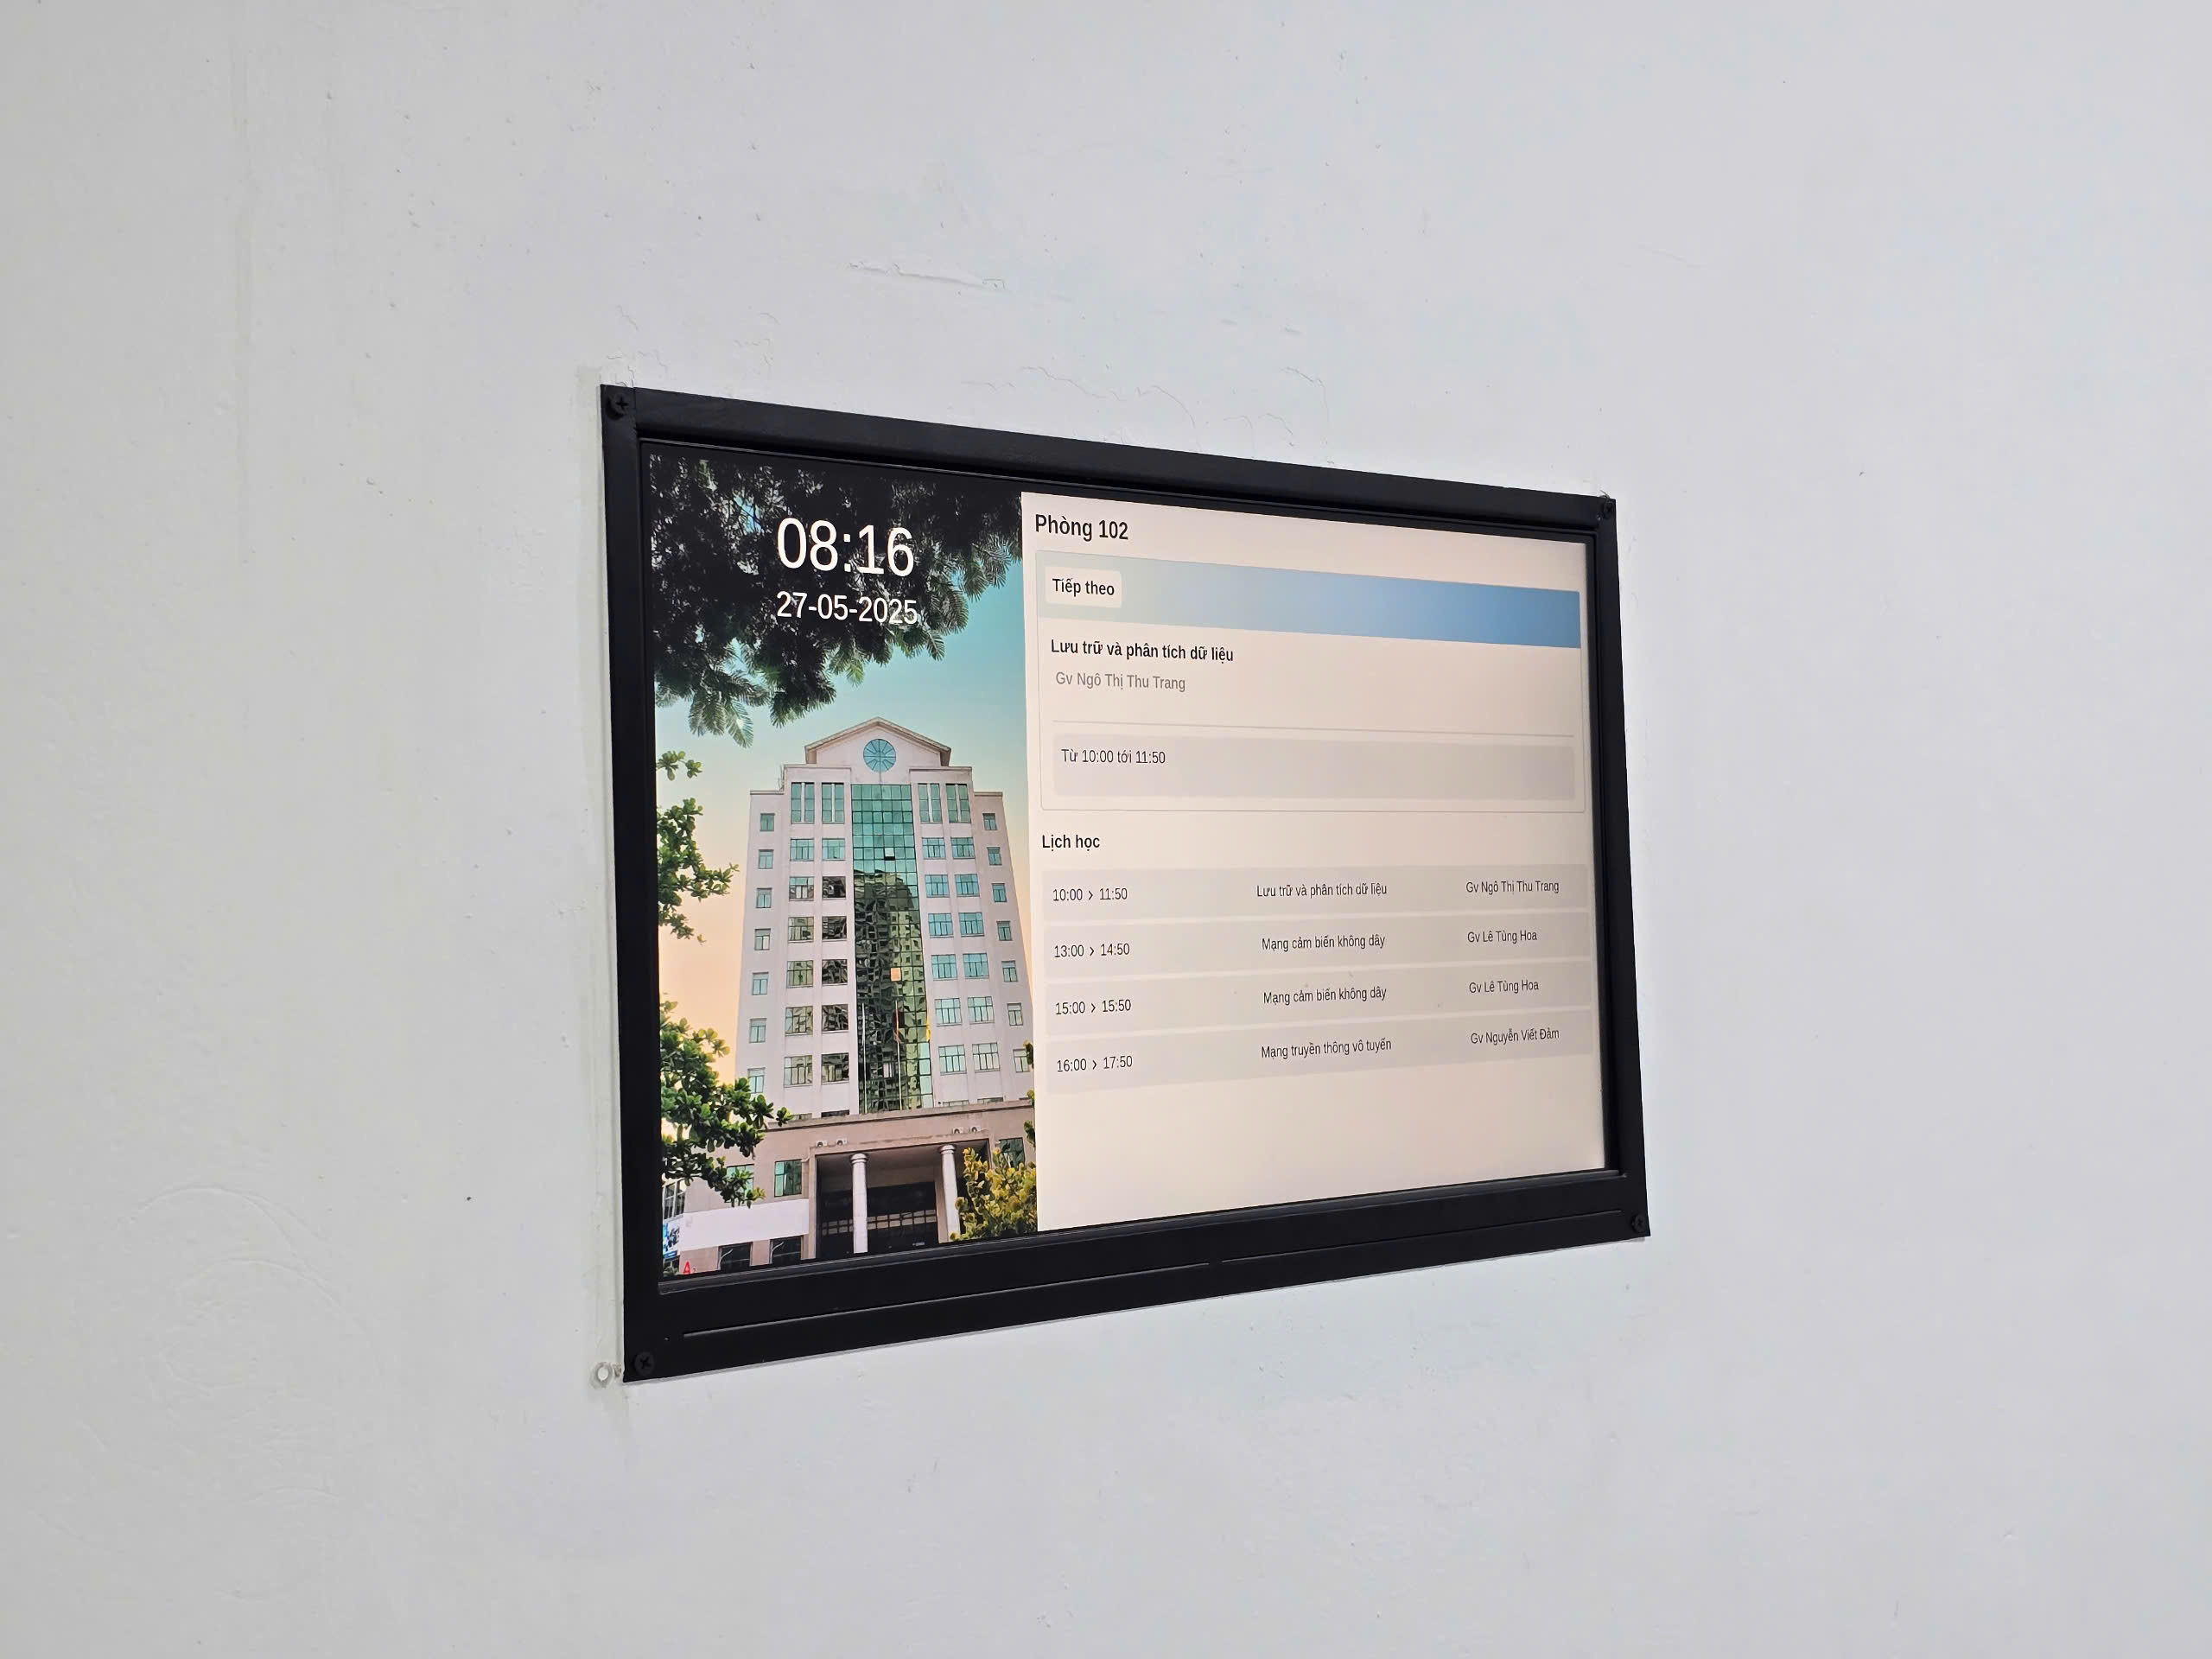 08:16
27-05-2025
Phòng 102
Tiếp theo
Lưu trữ và phân tích dữ liệu
Gv Ngô Thị Thu Trang
Từ 10:00 tới 11:50
Lịch học
10:00 > 11:50 Lưu trữ và phân tích dữ liệu Gv Ngô Thị Thu Trang
13:00 > 14:50 Mạng cảm biến không dây Gv Lê Tùng Hoa
15:00 > 15:50 Mạng cảm biến không dây Gv Lê Tùng Hoa
16:00 > 17:50 Mạng truyền thông vô tuyến Gv Nguyễn Viết Đảm